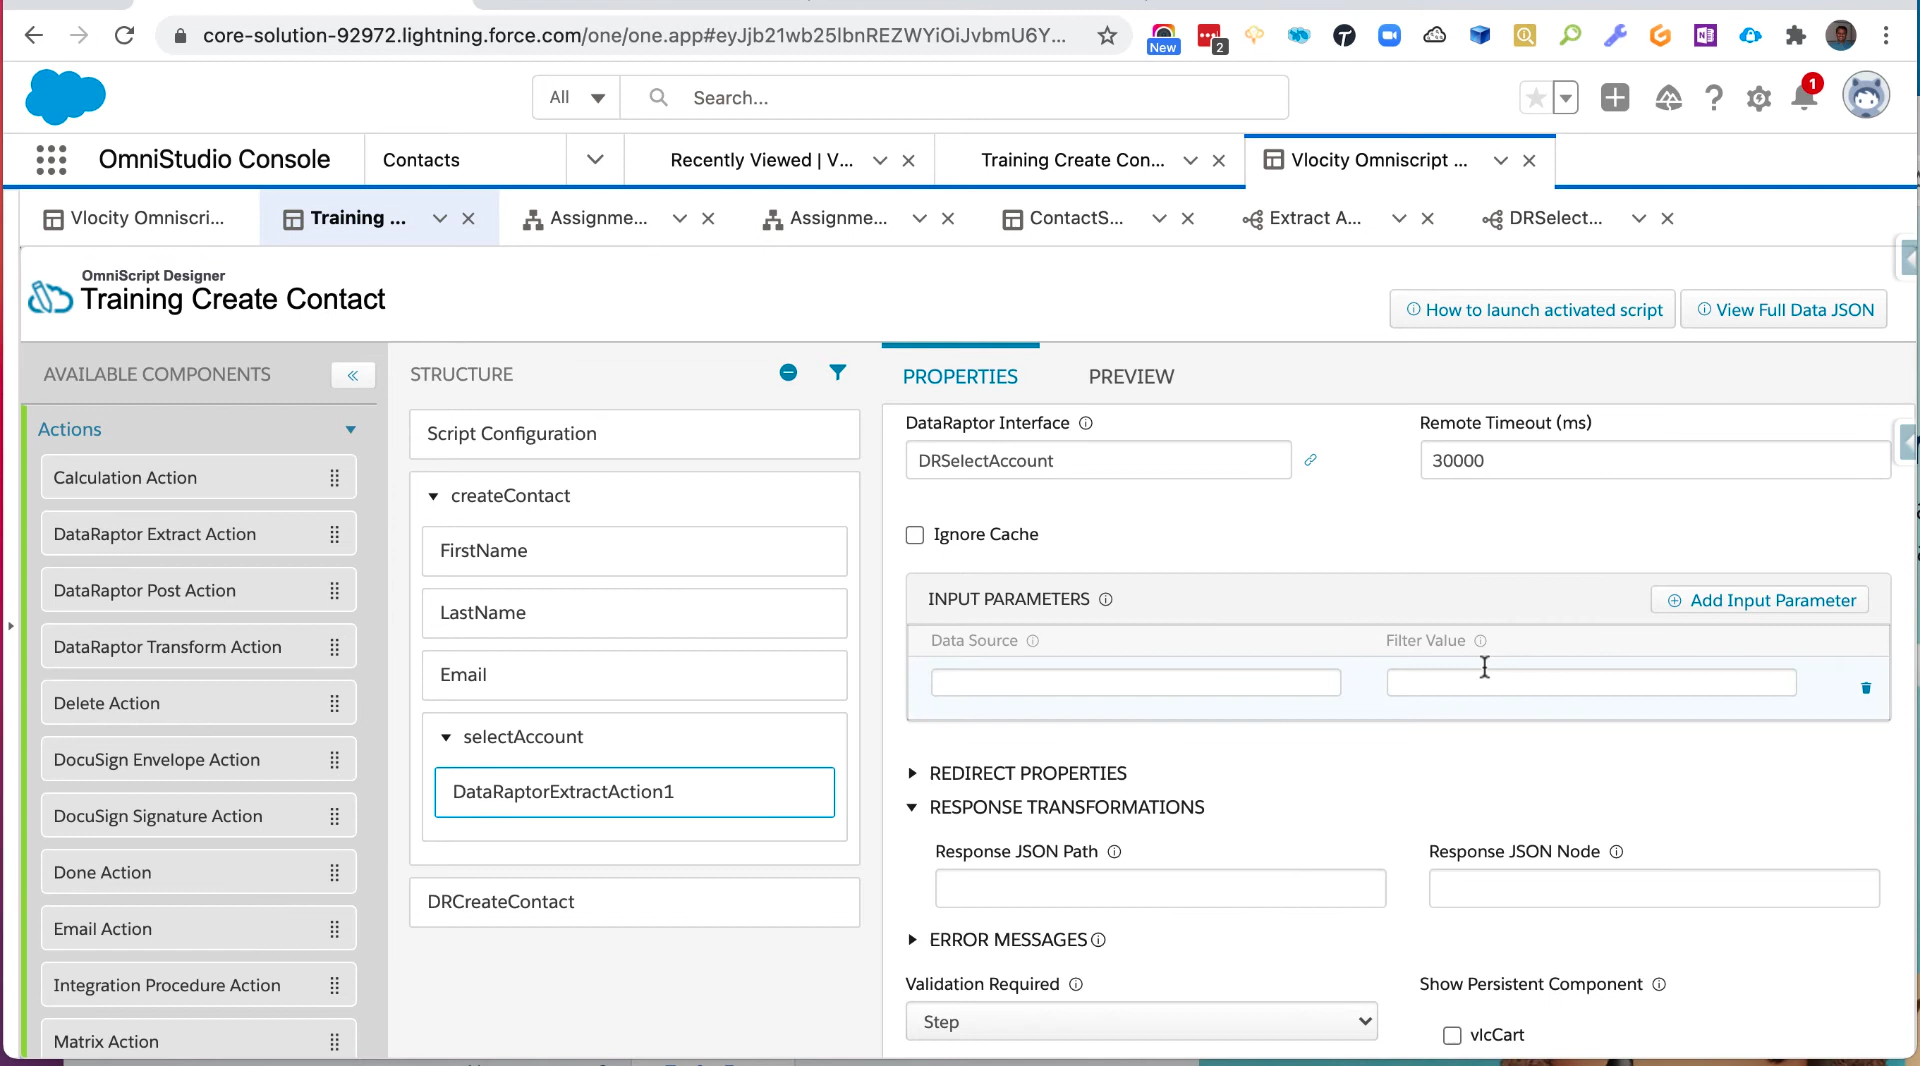 core-solution-92972.lightning.force.com/one/one.app#eyJjb21wb25lbnREZWYiOiJvbmU6Y...
New
2
All
Search...
1
OmniStudio Console
Contacts
Recently Viewed | V...
Training Create Con...
Vlocity Omniscript ...
Vlocity Omniscri...
Training ...
Assignme...
Assignme...
ContactS...
Extract A...
DRSelect...
OmniScript Designer
Training Create Contact
How to launch activated script
View Full Data JSON
AVAILABLE COMPONENTS
STRUCTURE
PROPERTIES
PREVIEW
Actions
Calculation Action
DataRaptor Extract Action
DataRaptor Post Action
DataRaptor Transform Action
Delete Action
DocuSign Envelope Action
DocuSign Signature Action
Done Action
Email Action
Integration Procedure Action
Matrix Action
Script Configuration
createContact
FirstName
LastName
Email
selectAccount
DataRaptorExtractAction1
DRCreateContact
DataRaptor Interface
Remote Timeout (ms)
DRSelectAccount
30000
Ignore Cache
INPUT PARAMETERS
Add Input Parameter
Data Source
Filter Value
REDIRECT PROPERTIES
RESPONSE TRANSFORMATIONS
Response JSON Path
Response JSON Node
ERROR MESSAGES
Validation Required
Show Persistent Component
Step
vlcCart